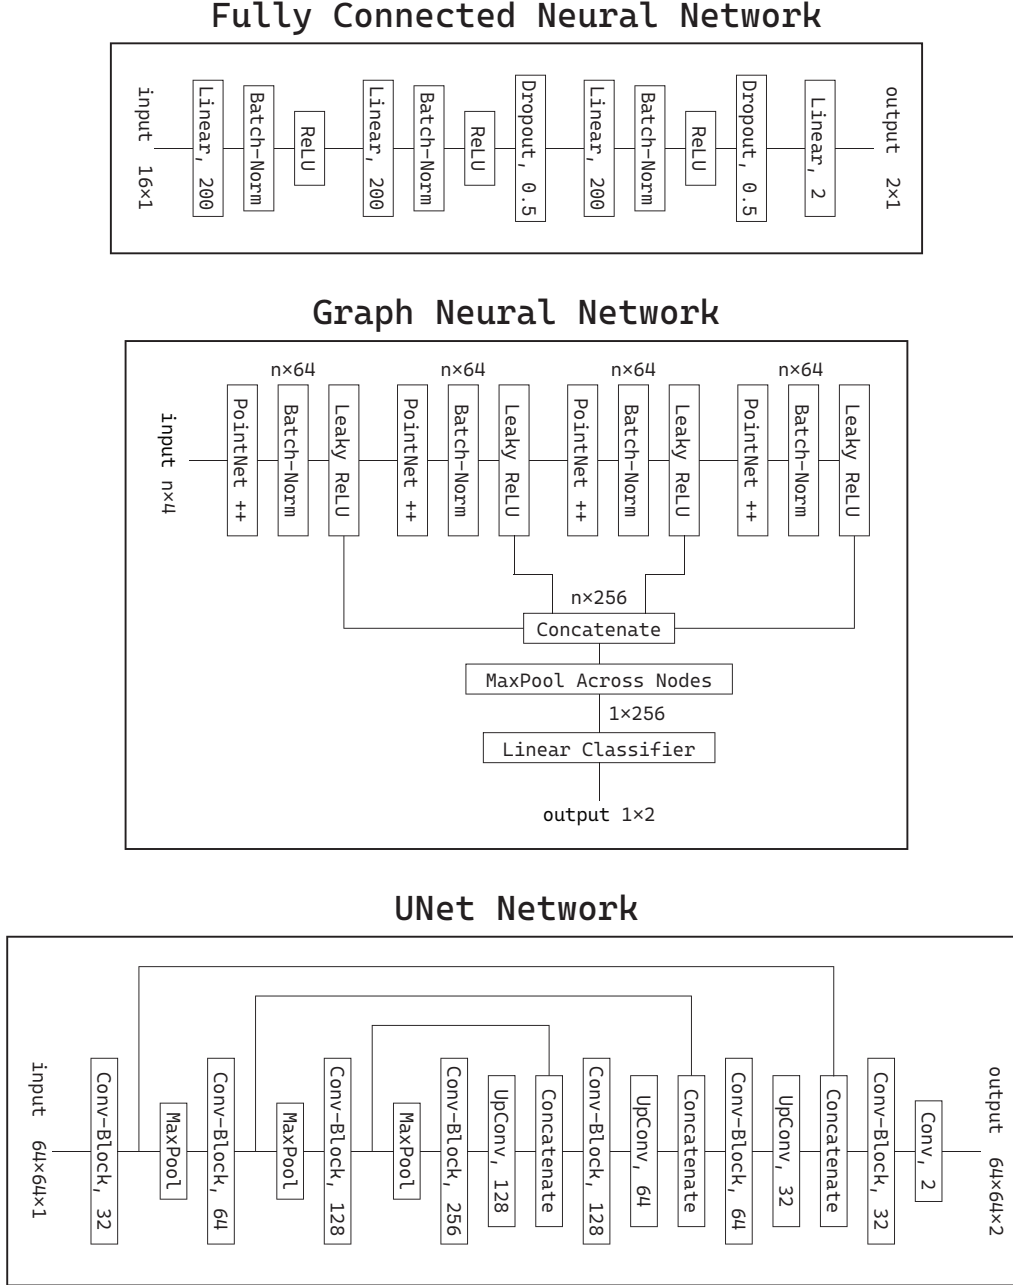 Fully Connected Neural Network
input 16×1
Linear, 200
Batch-Norm
ReLU
Linear, 200
Batch-Norm
ReLU
Dropout, 0.5
Linear, 200
Batch-Norm
ReLU
Dropout, 0.5
Linear, 2
output 2×1
Graph Neural Network
n×64
n×64
n×64
n×64
input n×4
PointNet ++
Batch-Norm
Leaky ReLU
PointNet ++
Batch-Norm
Leaky ReLU
PointNet ++
Batch-Norm
Leaky ReLU
PointNet ++
Batch-Norm
Leaky ReLU
n×256
Concatenate
MaxPool Across Nodes
1×256
Linear Classifier
output 1×2
UNet Network
input 64×64×1
Conv-Block, 32
MaxPool
Conv-Block, 64
MaxPool
Conv-Block, 128
MaxPool
Conv-Block, 256
UpConv, 128
Concatenate
Conv-Block, 128
UpConv, 64
Concatenate
Conv-Block, 64
UpConv, 32
Concatenate
Conv-Block, 32
Conv, 2
output 64×64×2